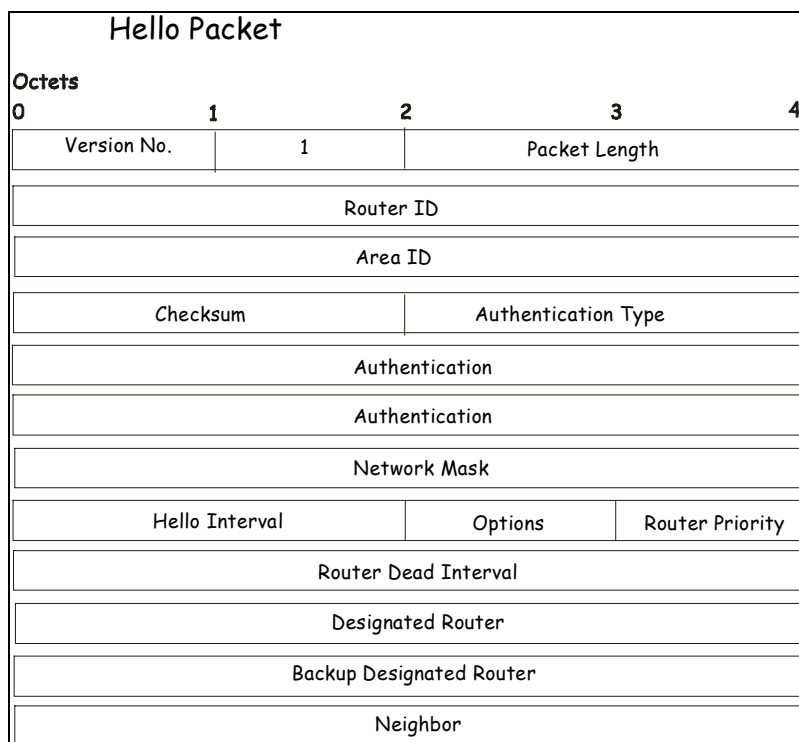 Hello Packet
Octets
0 1 2 3 4
Version No. 1 Packet Length
Router ID
Area ID
Checksum Authentication Type
Authentication
Authentication
Network Mask
Hello Interval Options Router Priority
Router Dead Interval
Designated Router
Backup Designated Router
Neighbor